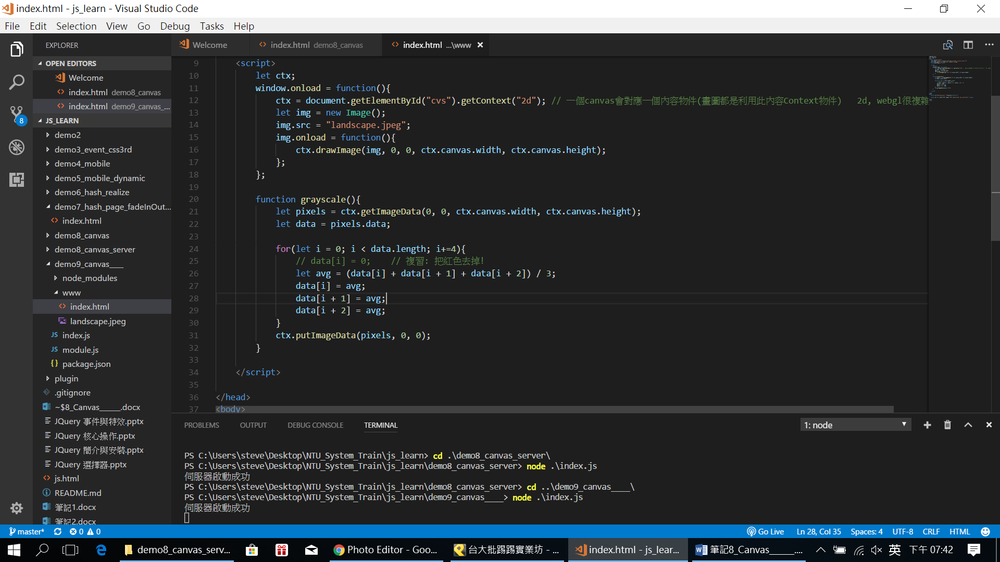 index.html - js_learn - Visual Studio Code
File Edit Selection View Go Debug Tasks Help
EXPLORER
OPEN EDITORS
Welcome
index.html demo8_canvas
index.html demo9_canvas_...
8
JS_LEARN
demo2
demo3_event_css3rd
demo4_mobile
demo5_mobile_dynamic
demo6_hash_realize
demo7_hash_page_fadeInOut...
index.html
demo8_canvas
demo8_canvas_server
demo9_canvas____
node_modules
www
index.html
landscape.jpeg
JS index.js
JS module.js
{} package.json
plugin
.gitignore
~$8_Canvas______.docx
JQuery 事件與特效.pptx
JQuery 核心操作.pptx
JQuery 簡介與安裝.pptx
JQuery 選擇器.pptx
js.html
README.md
筆記1.docx
筆記2.docx
Welcome
index.html demo8_canvas
index.html ...\www
9 <script>
10 let ctx;
11 window.onload = function(){
12 ctx = document.getElementById("cvs").getContext("2d"); // 一個canvas會對應一個內容物件(畫圖都是利用此內容Context物件) 2d, webgl很複雜
13 let img = new Image();
14 img.src = "landscape.jpeg";
15 img.onload = function(){
16 ctx.drawImage(img, 0, 0, ctx.canvas.width, ctx.canvas.height);
17 };
18 };
19
20 function grayscale(){
21 let pixels = ctx.getImageData(0, 0, ctx.canvas.width, ctx.canvas.height);
22 let data = pixels.data;
23
24 for(let i = 0; i < data.length; i+=4){
25 // data[i] = 0; // 複習: 把紅色去掉!
26 let avg = (data[i] + data[i + 1] + data[i + 2]) / 3;
27 data[i] = avg;
28 data[i + 1] = avg;
29 data[i + 2] = avg;
30 }
31 ctx.putImageData(pixels, 0, 0);
32 }
33
34 </script>
35
36 </head>
37 <body>
PROBLEMS OUTPUT DEBUG CONSOLE TERMINAL 1: node
PS C:\Users\steve\Desktop\NTU_System_Train\js_learn> cd .\demo8_canvas_server\
PS C:\Users\steve\Desktop\NTU_System_Train\js_learn\demo8_canvas_server> node .\index.js
伺服器啟動成功
PS C:\Users\steve\Desktop\NTU_System_Train\js_learn\demo8_canvas_server> cd ..\demo9_canvas____\
PS C:\Users\steve\Desktop\NTU_System_Train\js_learn\demo9_canvas____> node .\index.js
伺服器啟動成功
master* 0 0 Go Live Ln 28, Col 35 Spaces: 4 UTF-8 CRLF HTML
demo8_canvas_serv... Photo Editor - Goo... 台大批踢踢實業坊 - ... index.html - js_lear... 筆記8_Canvas______.... 英 下午 07:42